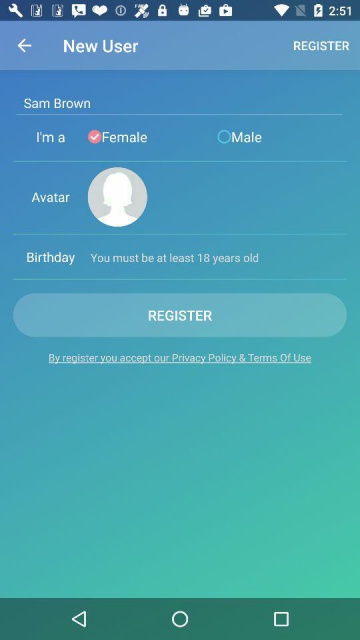 2:51
New User
REGISTER
Sam Brown
I'm a
Female
Male
Avatar
Birthday
You must be at least 18 years old
REGISTER
By register you accept our Privacy Policy & Terms Of Use